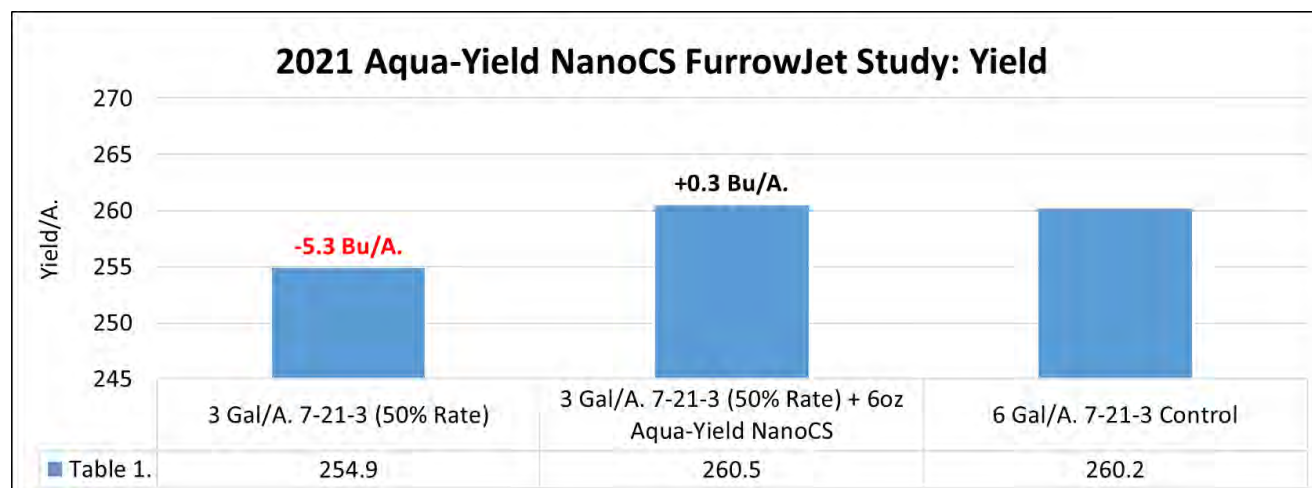 2021 Aqua-Yield NanoCS FurrowJet Study: Yield
270
265
260
255
250
245
Yield/A.
-5.3 Bu/A.
+0.3 Bu/A.
3 Gal/A. 7-21-3 (50% Rate)
3 Gal/A. 7-21-3 (50% Rate) + 6oz
Aqua-Yield NanoCS
6 Gal/A. 7-21-3 Control
Table 1. 254.9 260.5 260.2